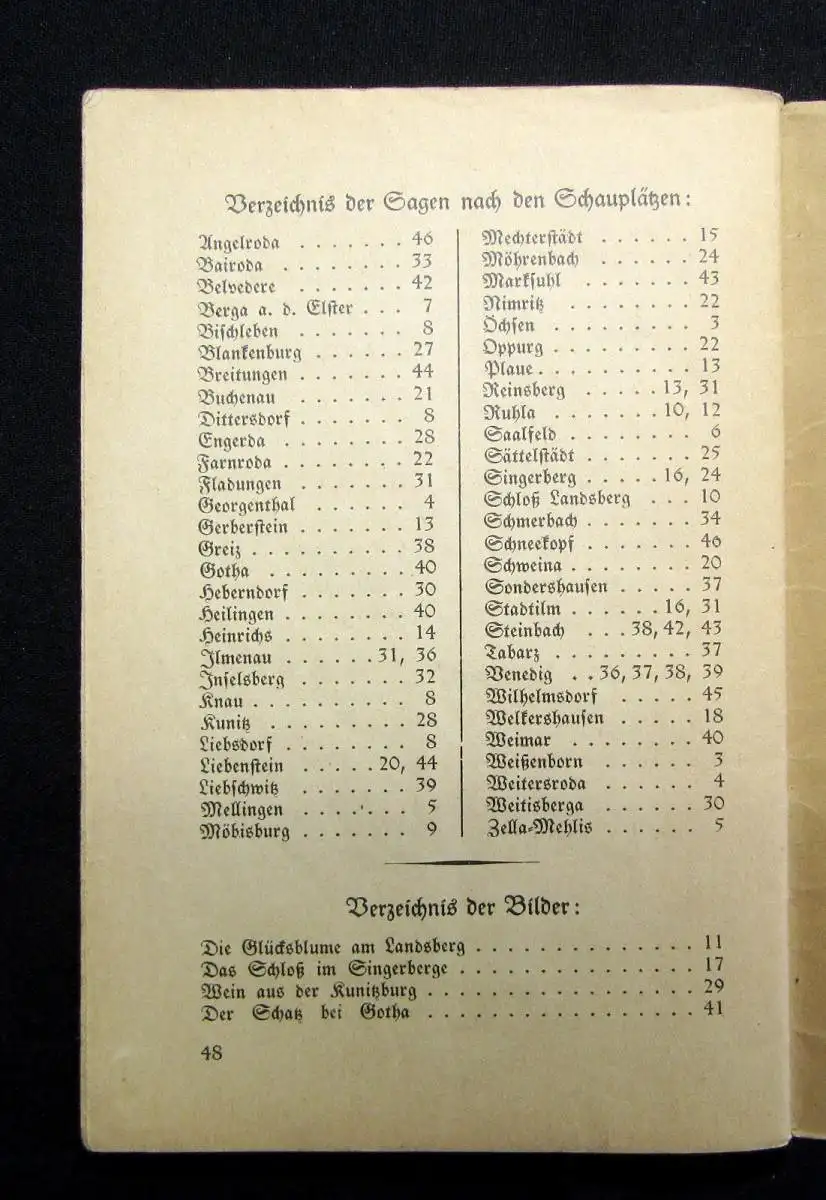 Verzeichnis der Sagen nach den Schauplätzen:
Angelroda . . . . . . . 46
Bairoda . . . . . . . . 33
Belvedere . . . . . . . 42
Berga a. d. Elster . . . 7
Bischleben . . . . . . . 8
Blankenburg . . . . . . 27
Breitungen . . . . . . . 44
Buchenau . . . . . . . 21
Dittersdorf . . . . . . . 8
Engerda . . . . . . . . 28
Farnroda . . . . . . . . 22
Fladungen . . . . . . . 31
Georgenthal . . . . . . 4
Gerberstein . . . . . . . 13
Greiz . . . . . . . . . . 38
Gotha . . . . . . . . . 40
Heberndorf . . . . . . . 30
Heilingen . . . . . . . . 40
Heinrichs . . . . . . . . 14
Ilmenau . . . . . . 31, 36
Inselsberg . . . . . . . . 32
Knau . . . . . . . . . . 8
Kunitz . . . . . . . . . 28
Liebsdorf . . . . . . . . 8
Liebenstein . . . . . 20, 44
Liebschwitz . . . . . . . 39
Mellingen . . . . . . . 5
Möbisburg . . . . . . . 9
Mechterstädt . . . . . . 15
Möhrenbach . . . . . . 24
Marksuhl . . . . . . . 43
Nimritz . . . . . . . . 22
Öchsen . . . . . . . . . 3
Oppurg . . . . . . . . . 22
Plaue . . . . . . . . . . 13
Reinsberg . . . . . 13, 31
Ruhla . . . . . . . 10, 12
Saalfeld . . . . . . . . 6
Sättelstädt . . . . . . . 25
Singerberg . . . . . 16, 24
Schloß Landsberg . . . 10
Schmerbach . . . . . . . 34
Schneekopf . . . . . . . 46
Schweina . . . . . . . . 20
Sondershausen . . . . . 37
Stadtilm . . . . . . 16, 31
Steinbach . . . 38, 42, 43
Tabarz . . . . . . . . . 37
Venedig . . 36, 37, 38, 39
Wilhelmsdorf . . . . . 45
Welkershausen . . . . . 18
Weimar . . . . . . . . 40
Weißenborn . . . . . . 3
Weitersroda . . . . . . 4
Weitisberga . . . . . . 30
Zella-Mehlis . . . . . . 5
Verzeichnis der Bilder:
Die Glücksblume am Landsberg . . . . . . . . . . . . . . . 11
Das Schloß im Singerberge . . . . . . . . . . . . . . . . 17
Wein aus der Kunitzburg . . . . . . . . . . . . . . . . . . 29
Der Schatz bei Gotha . . . . . . . . . . . . . . . . . . 41
48